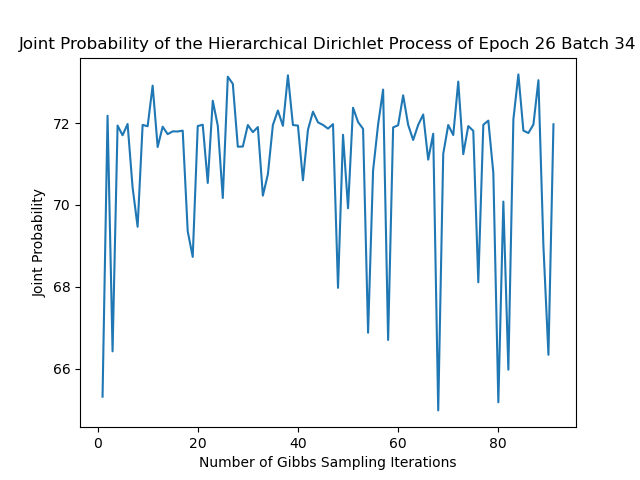 Joint Probability of the Hierarchical Dirichlet Process of Epoch 26 Batch 34
72
70
68
66
Joint Probability
0 20 40 60 80
Number of Gibbs Sampling Iterations